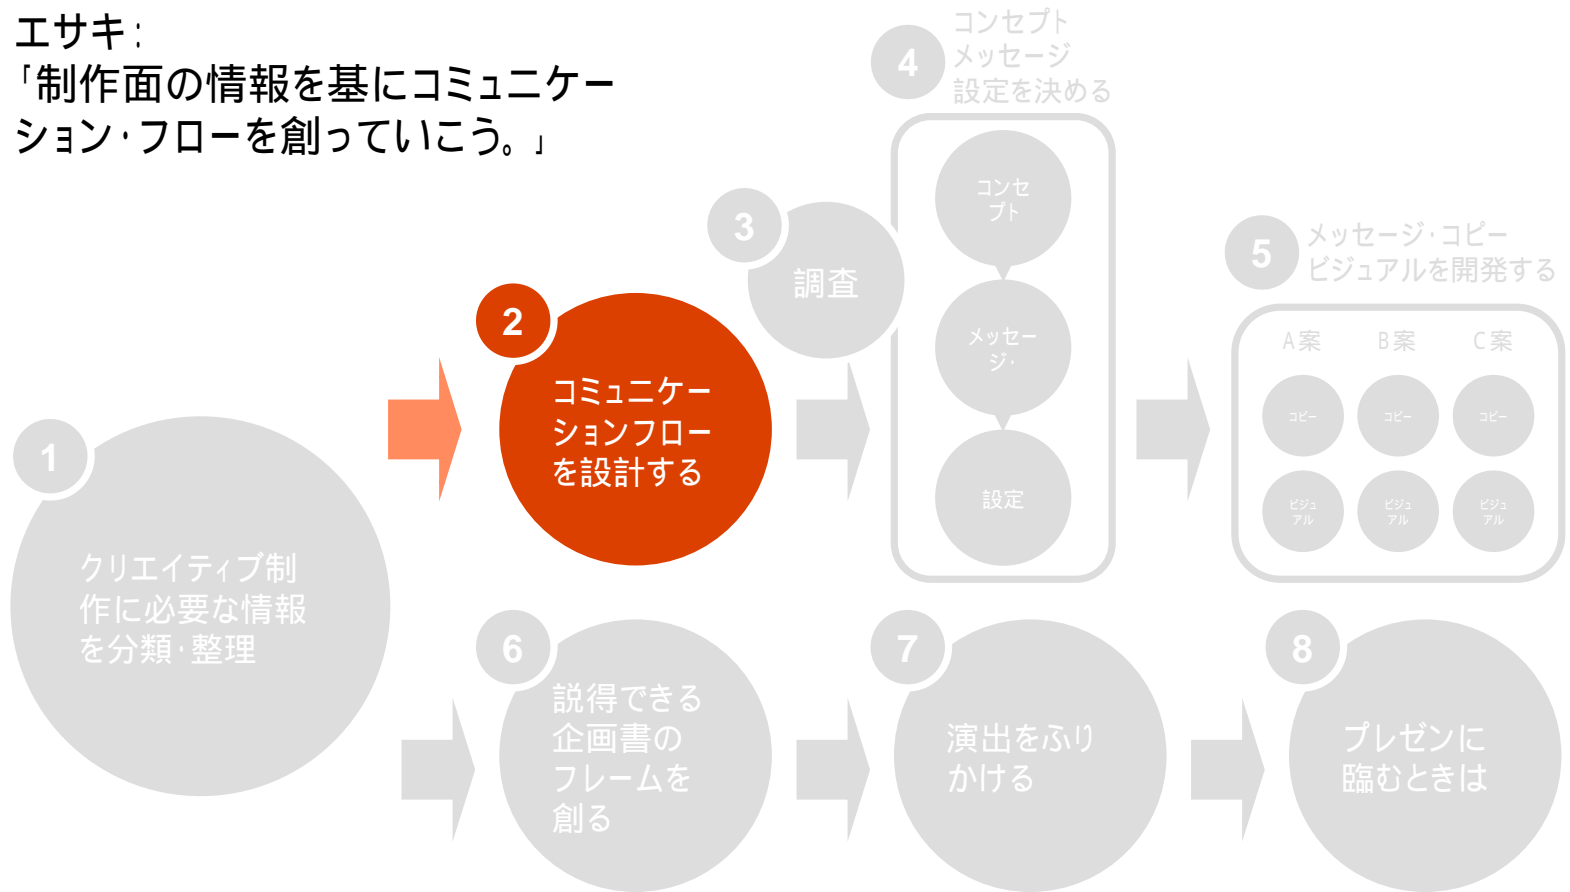 エサキ：
「制作面の情報を基にコミュニケー
ション・フローを創っていこう。」
1
クリエイティブ制
作に必要な情報
を分類・整理
2
コミュニケー
ションフロー
を設計する
3
調査
4
コンセプト
メッセージ
設定を決める
コンセ
プト
メッセー
ジ・
設定
5
メッセージ・コピー
ビジュアルを開発する
A案 B案 C案
コピー コピー コピー
ビジュ ビジュ ビジュ
アル アル アル
6
説得できる
企画書の
フレームを
創る
7
演出をふり
かける
8
プレゼンに
臨むときは